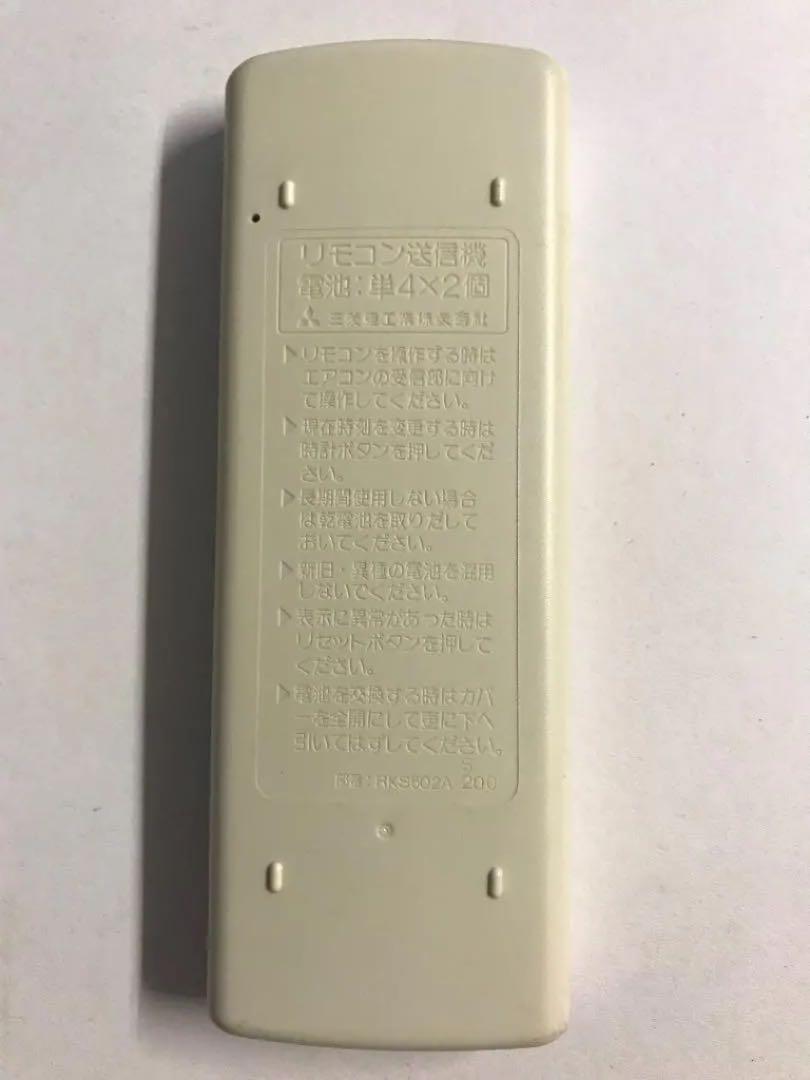 リモコン送信機
電池:単4×2個
三菱重工業株式会社
▶リモコンを操作する時は
エアコンの受信部に向け
て操作してください。
▶現在時刻を変更する時は
時計ボタンを押してくだ
さい。
▶長期間使用しない場合
は乾電池を取りだして
おいてください。
▶新旧・異種の電池を混用
しないでください。
▶表示に異常があった時は
リセットボタンを押して
ください。
▶電池を交換する時はカバ
ーを全開にして更に下へ
引いてはずしてください。
S
部番:RKS502A 200